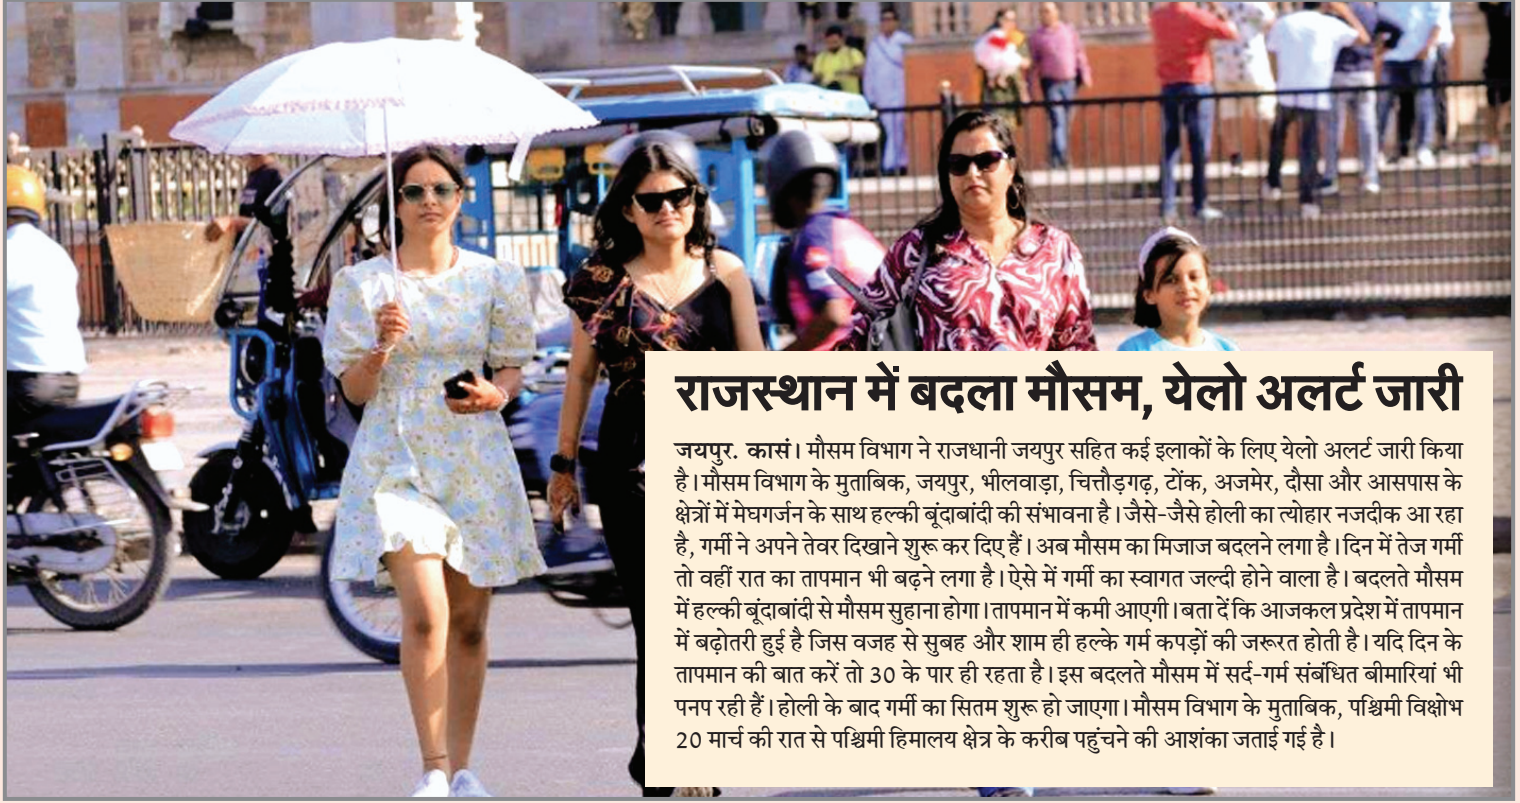 राजस्थान में बदला मौसम, येलो अलर्ट जारी
जयपुर. कासं। मौसम विभाग ने राजधानी जयपुर सहित कई इलाकों के लिए येलो अलर्ट जारी किया
है। मौसम विभाग के मुताबिक, जयपुर, भीलवाड़ा, चित्तौड़गढ़, टोंक, अजमेर, दौसा और आसपास के
क्षेत्रों में मेघगर्जन के साथ हल्की बूंदाबांदी की संभावना है। जैसे-जैसे होली का त्योहार नजदीक आ रहा
है, गर्मी ने अपने तेवर दिखाने शुरू कर दिए हैं। अब मौसम का मिजाज बदलने लगा है। दिन में तेज गर्मी
तो वहीं रात का तापमान भी बढ़ने लगा है। ऐसे में गर्मी का स्वागत जल्दी होने वाला है। बदलते मौसम
में हल्की बूंदाबांदी से मौसम सुहाना होगा। तापमान में कमी आएगी। बता दें कि आजकल प्रदेश में तापमान
में बढ़ोतरी हुई है जिस वजह से सुबह और शाम ही हल्के गर्म कपड़ों की जरूरत होती है। यदि दिन के
तापमान की बात करें तो 30 के पार ही रहता है। इस बदलते मौसम में सर्द-गर्म संबंधित बीमारियां भी
पनप रही हैं। होली के बाद गर्मी का सितम शुरू हो जाएगा। मौसम विभाग के मुताबिक, पश्चिमी विक्षोभ
20 मार्च की रात से पश्चिमी हिमालय क्षेत्र के करीब पहुंचने की आशंका जताई गई है।